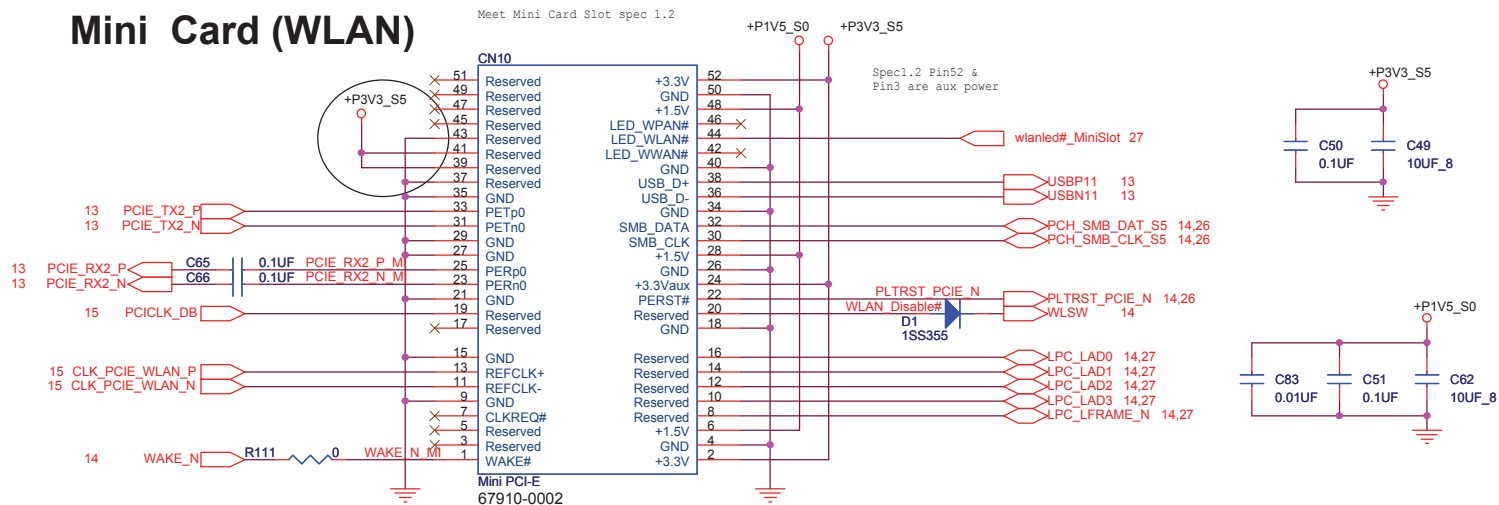 Mini Card (WLAN)
Meet Mini Card Slot spec 1.2
+P1V5_S0 +P3V3_S5
CN10
Spec1.2 Pin52 &
Pin3 are aux power
+P3V3_S5
51 Reserved +3.3V 52
49 Reserved GND 50
47 Reserved +1.5V 48
45 Reserved LED_WPAN# 46
43 Reserved LED_WLAN# 44 wlanled#_MiniSlot 27
41 Reserved LED_WWAN# 42
39 Reserved GND 40
37 Reserved USB_D+ 38 USBP11 13
35 GND USB_D- 36 USBN11 13
13 PCIE_TX2_P 33 PETp0 GND 34
13 PCIE_TX2_N 31 PETn0 SMB_DATA 32 PCH_SMB_DAT_S5 14,26
29 GND SMB_CLK 30 PCH_SMB_CLK_S5 14,26
27 GND +1.5V 28
13 PCIE_RX2_P C65 0.1UF PCIE_RX2_P_M 25 PERp0 GND 26
13 PCIE_RX2_N C66 0.1UF PCIE_RX2_N_M 23 PERn0 +3.3Vaux 24
21 GND PERST# 22 PLTRST_PCIE_N PLTRST_PCIE_N 14,26
15 PCICLK_DB 19 Reserved Reserved 20 WLAN_Disable# WLSW 14
17 Reserved GND 18
D1
1SS355
15 GND Reserved 16 LPC_LAD0 14,27
15 CLK_PCIE_WLAN_P 13 REFCLK+ Reserved 14 LPC_LAD1 14,27
15 CLK_PCIE_WLAN_N 11 REFCLK- Reserved 12 LPC_LAD2 14,27
9 GND Reserved 10 LPC_LAD3 14,27
7 CLKREQ# Reserved 8 LPC_LFRAME_N 14,27
5 Reserved +1.5V 6
3 Reserved GND 4
14 WAKE_N R111 0 WAKE_N_MI 1 WAKE# +3.3V 2
Mini PCI-E
67910-0002
+P3V3_S5
C50 C49
0.1UF 10UF_8
+P1V5_S0
C83 C51 C62
0.01UF 0.1UF 10UF_8